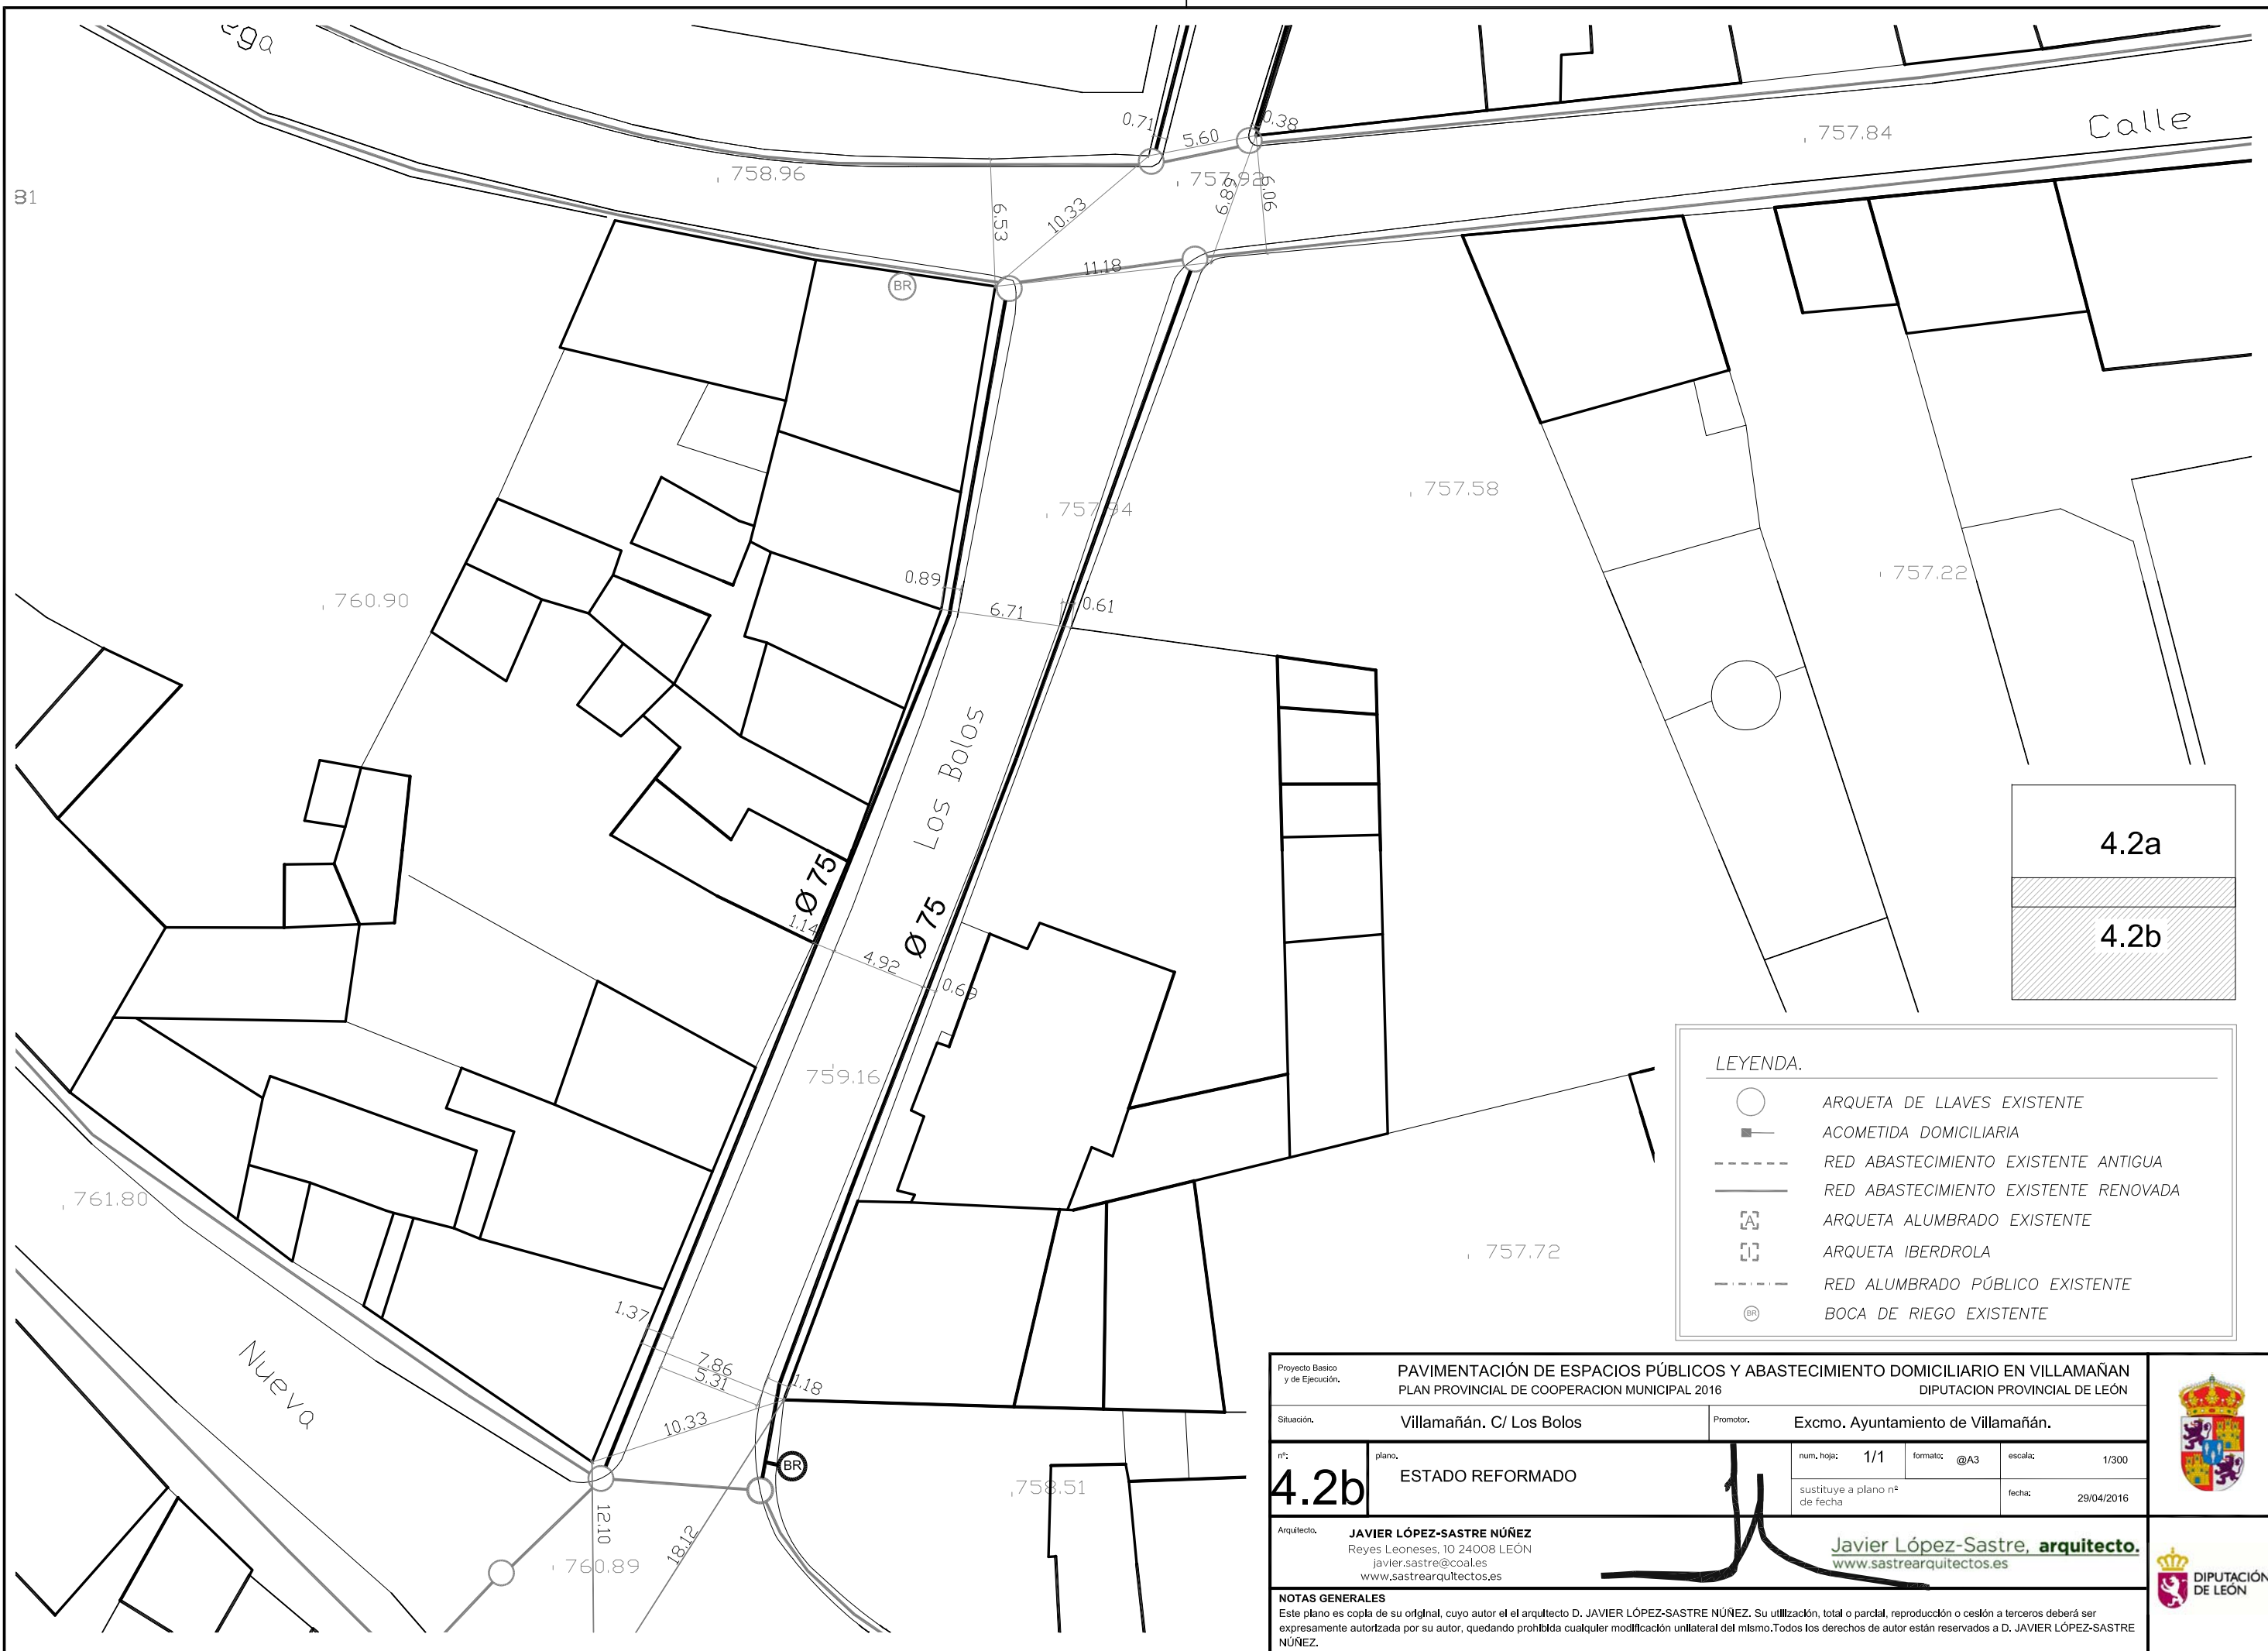 0.71
5.60
0.38
757.84
Calle
758.96
757.92
6.53
10.33
6.89
6.06
11.18
BR
757.94
757.58
757.22
760.90
0.89
6.71
0.61
Los Bolos
Ø 75
Ø 75
1.14
4.92
0.69
759.16
761.80
757.72
Nueva
1.37
7.86
5.31
1.18
10.33
BR
758.51
12.10
18.12
760.89
4.2a
4.2b
LEYENDA.
ARQUETA DE LLAVES EXISTENTE
ACOMETIDA DOMICILIARIA
RED ABASTECIMIENTO EXISTENTE ANTIGUA
RED ABASTECIMIENTO EXISTENTE RENOVADA
A ARQUETA ALUMBRADO EXISTENTE
I ARQUETA IBERDROLA
RED ALUMBRADO PÚBLICO EXISTENTE
BR BOCA DE RIEGO EXISTENTE
Proyecto Basico
y de Ejecución.
PAVIMENTACIÓN DE ESPACIOS PÚBLICOS Y ABASTECIMIENTO DOMICILIARIO EN VILLAMAÑAN
PLAN PROVINCIAL DE COOPERACION MUNICIPAL 2016 DIPUTACION PROVINCIAL DE LEÓN
Situación. Villamañán. C/ Los Bolos
Promotor. Excmo. Ayuntamiento de Villamañán.
nº:
4.2b
plano.
ESTADO REFORMADO
num. hoja: 1/1
formato: @A3
escala: 1/300
sustituye a plano nº
de fecha
fecha: 29/04/2016
Arquitecto. JAVIER LÓPEZ-SASTRE NÚÑEZ
Reyes Leoneses, 10 24008 LEÓN
javier.sastre@coal.es
www.sastrearquitectos.es
Javier López-Sastre, arquitecto.
www.sastrearquitectos.es
DIPUTACIÓN
DE LEÓN
NOTAS GENERALES
Este plano es copia de su original, cuyo autor el el arquitecto D. JAVIER LÓPEZ-SASTRE NÚÑEZ. Su utilización, total o parcial, reproducción o cesión a terceros deberá ser
expresamente autorizada por su autor, quedando prohibida cualquier modificación unilateral del mismo.Todos los derechos de autor están reservados a D. JAVIER LÓPEZ-SASTRE
NÚÑEZ.